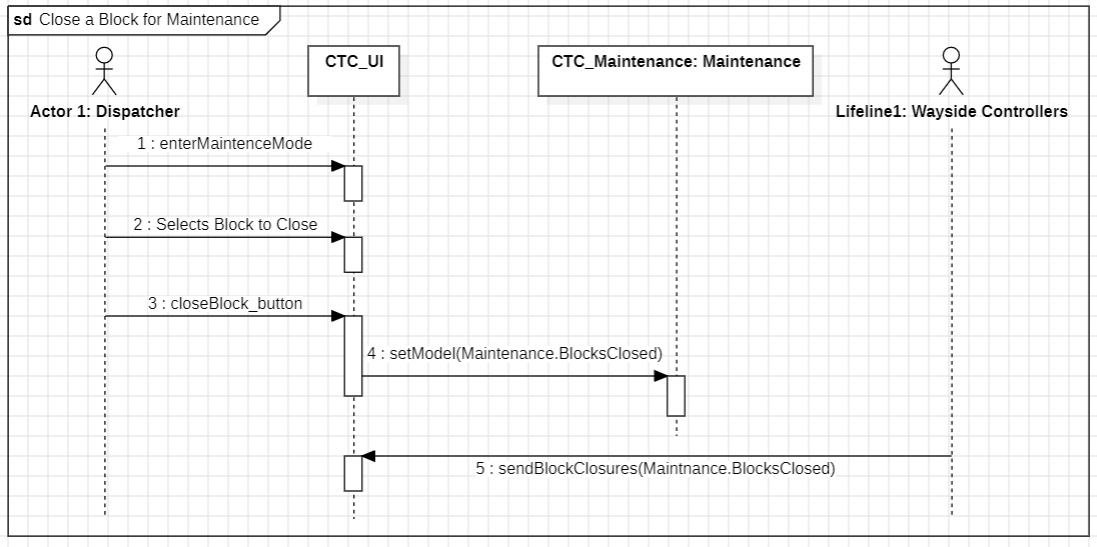 sd Close a Block for Maintenance
CTC_UI
CTC_Maintenance: Maintenance
Actor 1: Dispatcher
Lifeline1: Wayside Controllers
1 : enterMaintenceMode
2 : Selects Block to Close
3 : closeBlock_button
4 : setModel(Maintenance.BlocksClosed)
5 : sendBlockClosures(Maintnance.BlocksClosed)